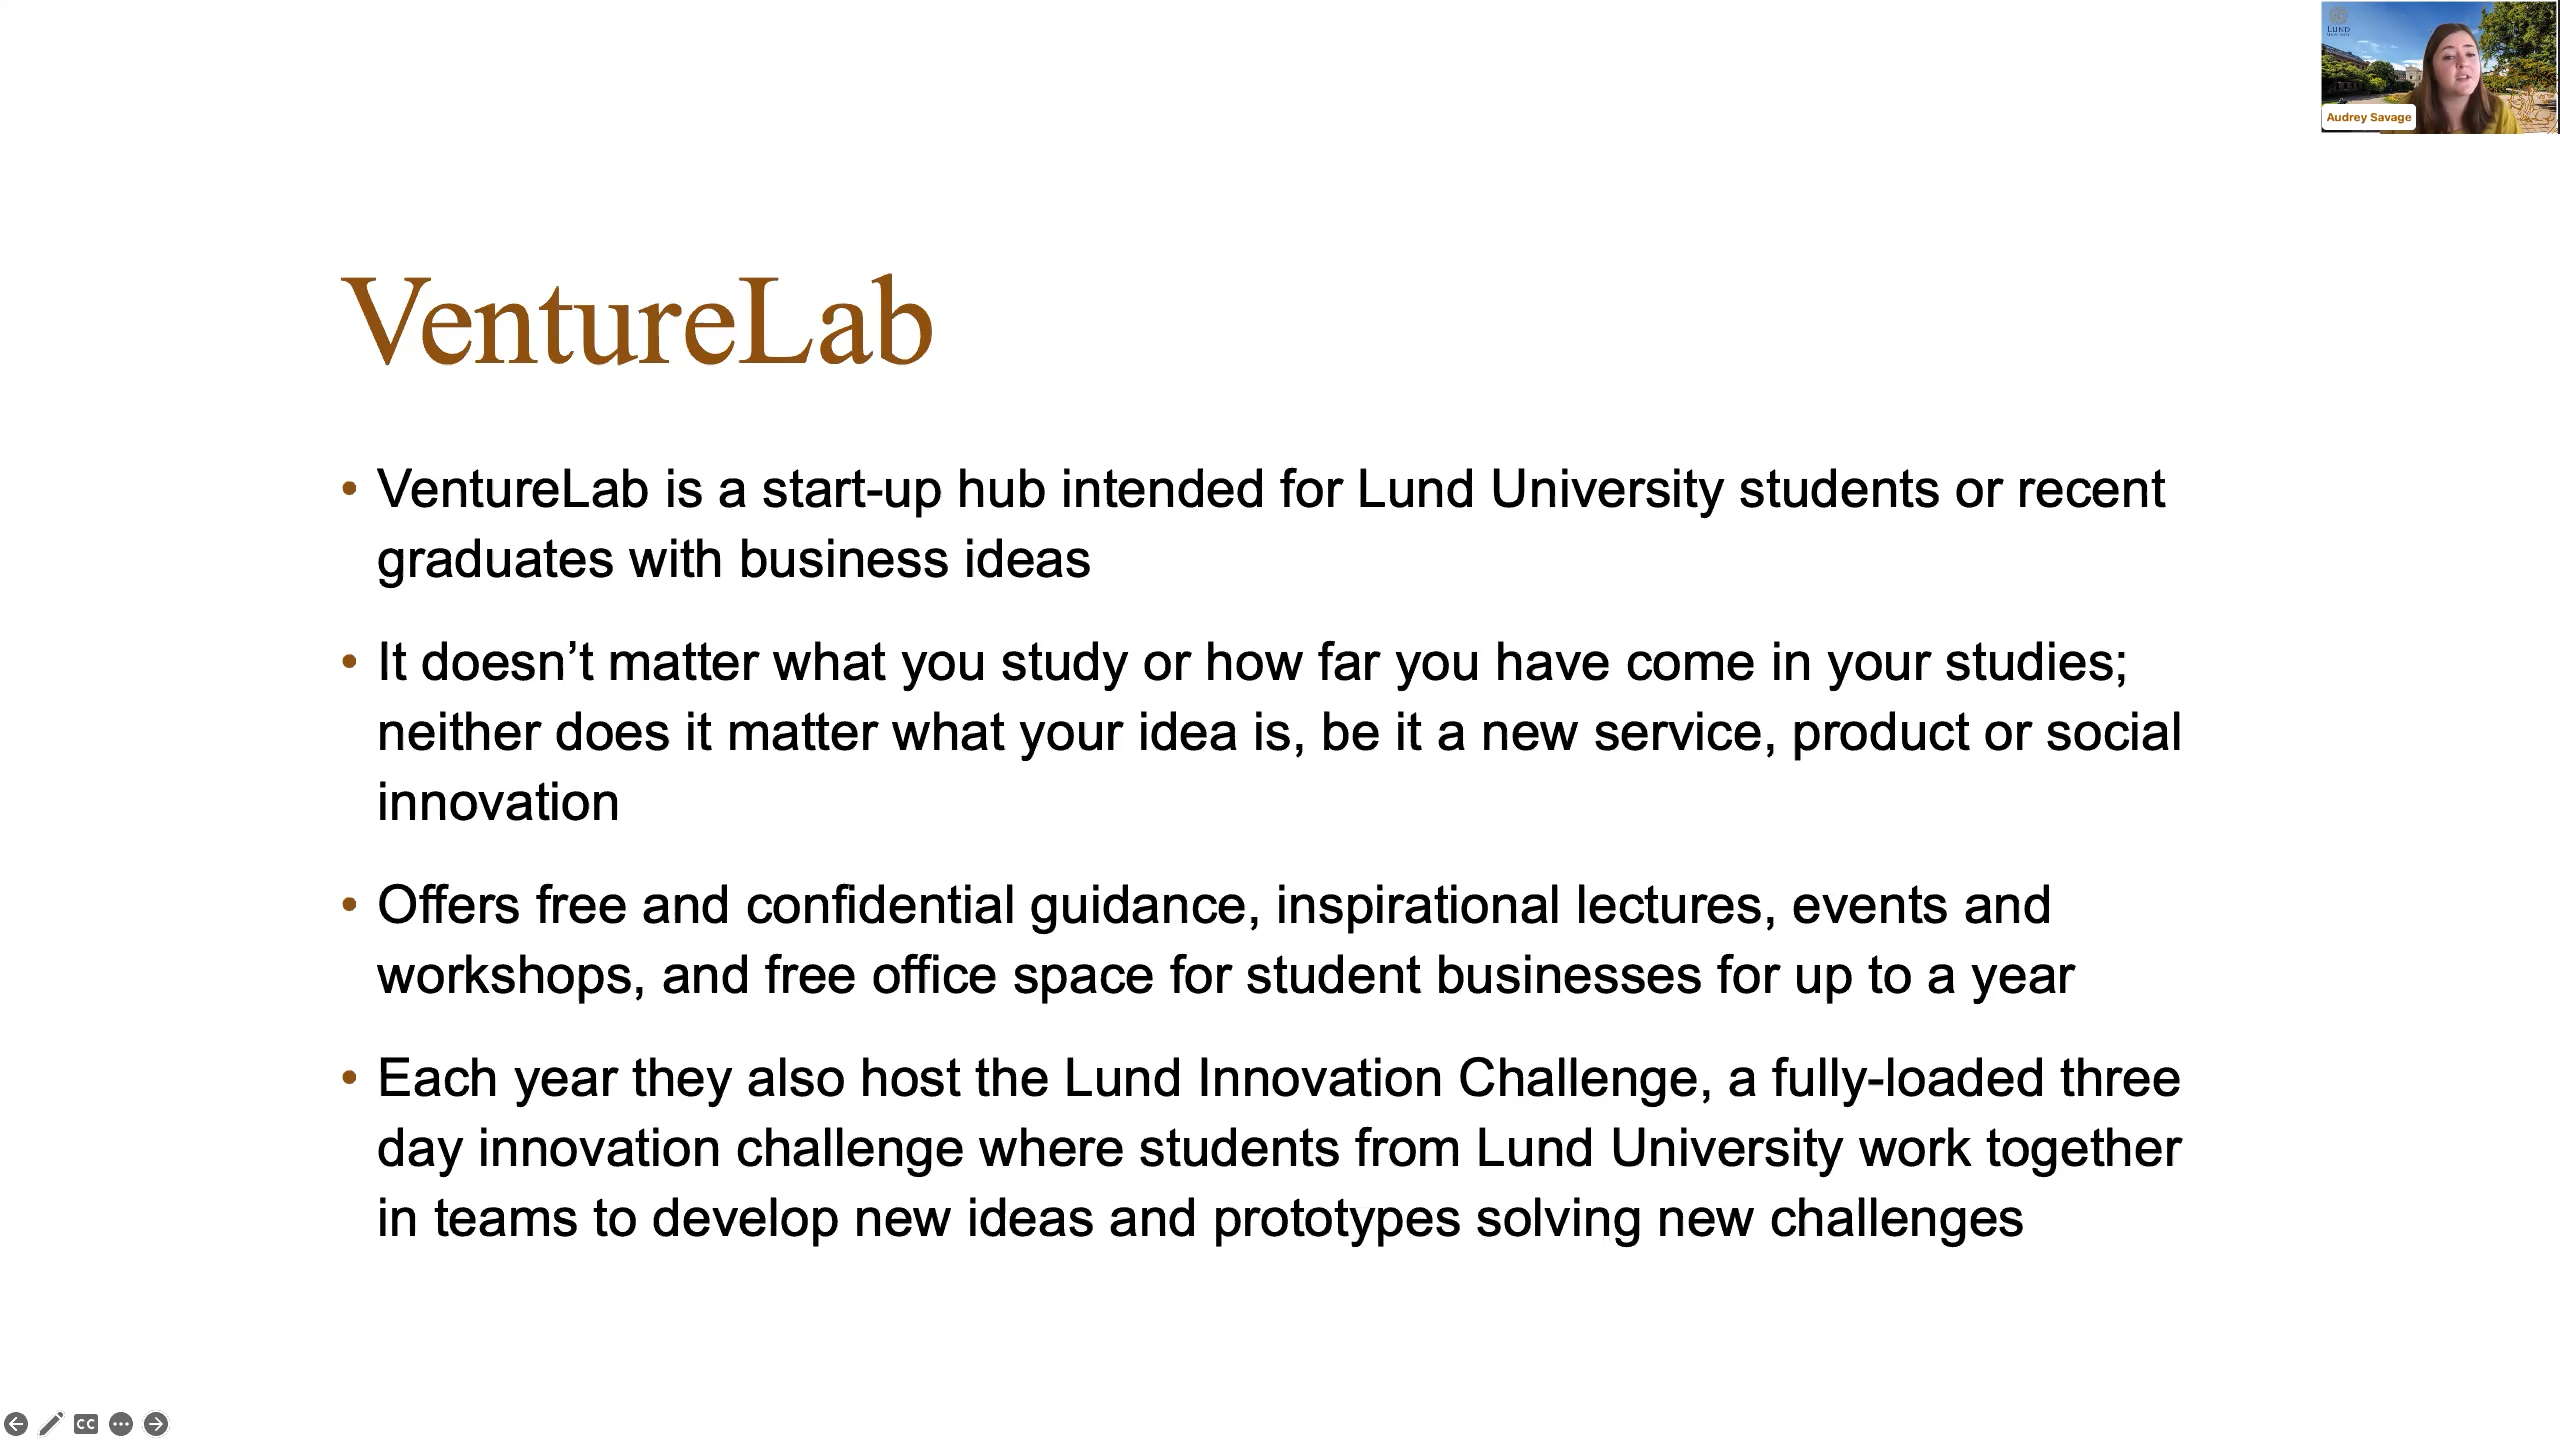 LUND
UNIVERSITY
Audrey Savage
VentureLab
• VentureLab is a start-up hub intended for Lund University students or recent
graduates with business ideas
• It doesn’t matter what you study or how far you have come in your studies;
neither does it matter what your idea is, be it a new service, product or social
innovation
• Offers free and confidential guidance, inspirational lectures, events and
workshops, and free office space for student businesses for up to a year
• Each year they also host the Lund Innovation Challenge, a fully-loaded three
day innovation challenge where students from Lund University work together
in teams to develop new ideas and prototypes solving new challenges
CC